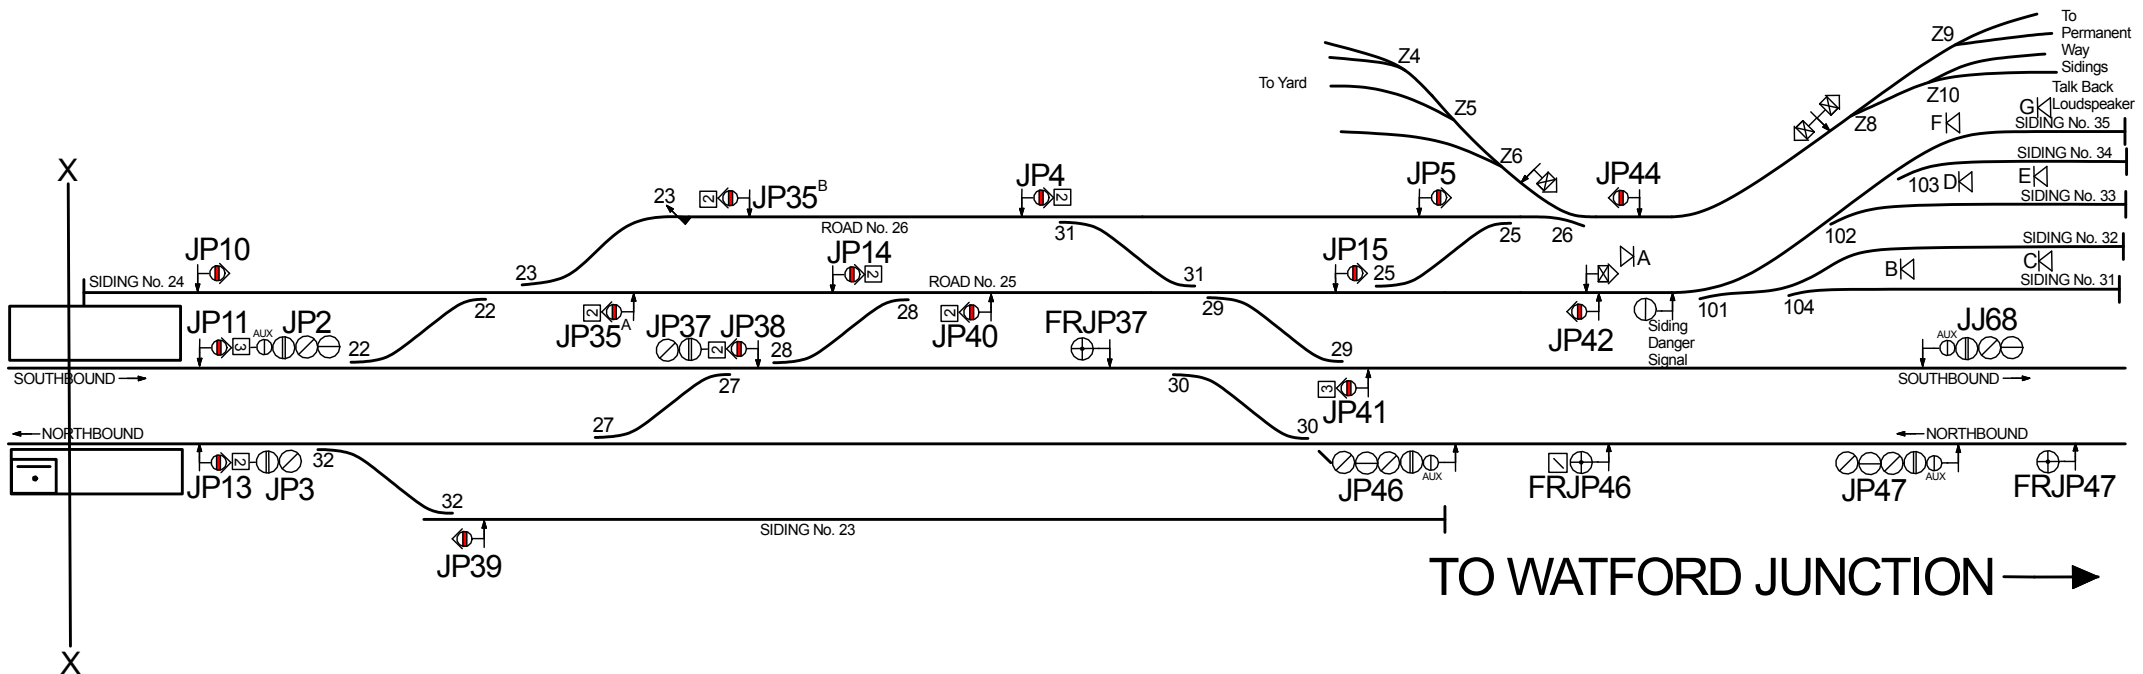 To
Permanent
Way
Sidings
Z9
Z4
To Yard
Z10
Talk Back
Loudspeaker
G
Z5
Z8
F
SIDING No. 35
X
Z6
SIDING No. 34
JP4
JP5
JP44
103
D
E
23
2
JP35B
2
SIDING No. 33
ROAD No. 26
31
25
26
102
JP10
JP14
JP15
A
SIDING No. 32
SIDING No. 24
23
2
ROAD No. 25
31
25
B
C
SIDING No. 31
22
2
JP35A
28
2
JP40
29
JP42
Siding
Danger
Signal
101
104
JP11
AUX
JP2
3
22
JP37
JP38
2
28
FRJP37
29
AUX
JJ68
SOUTHBOUND
27
30
3
JP41
SOUTHBOUND
NORTHBOUND
27
30
NORTHBOUND
JP13
2
JP3
32
JP46
AUX
FRJP46
JP47
AUX
FRJP47
32
SIDING No. 23
JP39
TO WATFORD JUNCTION
X